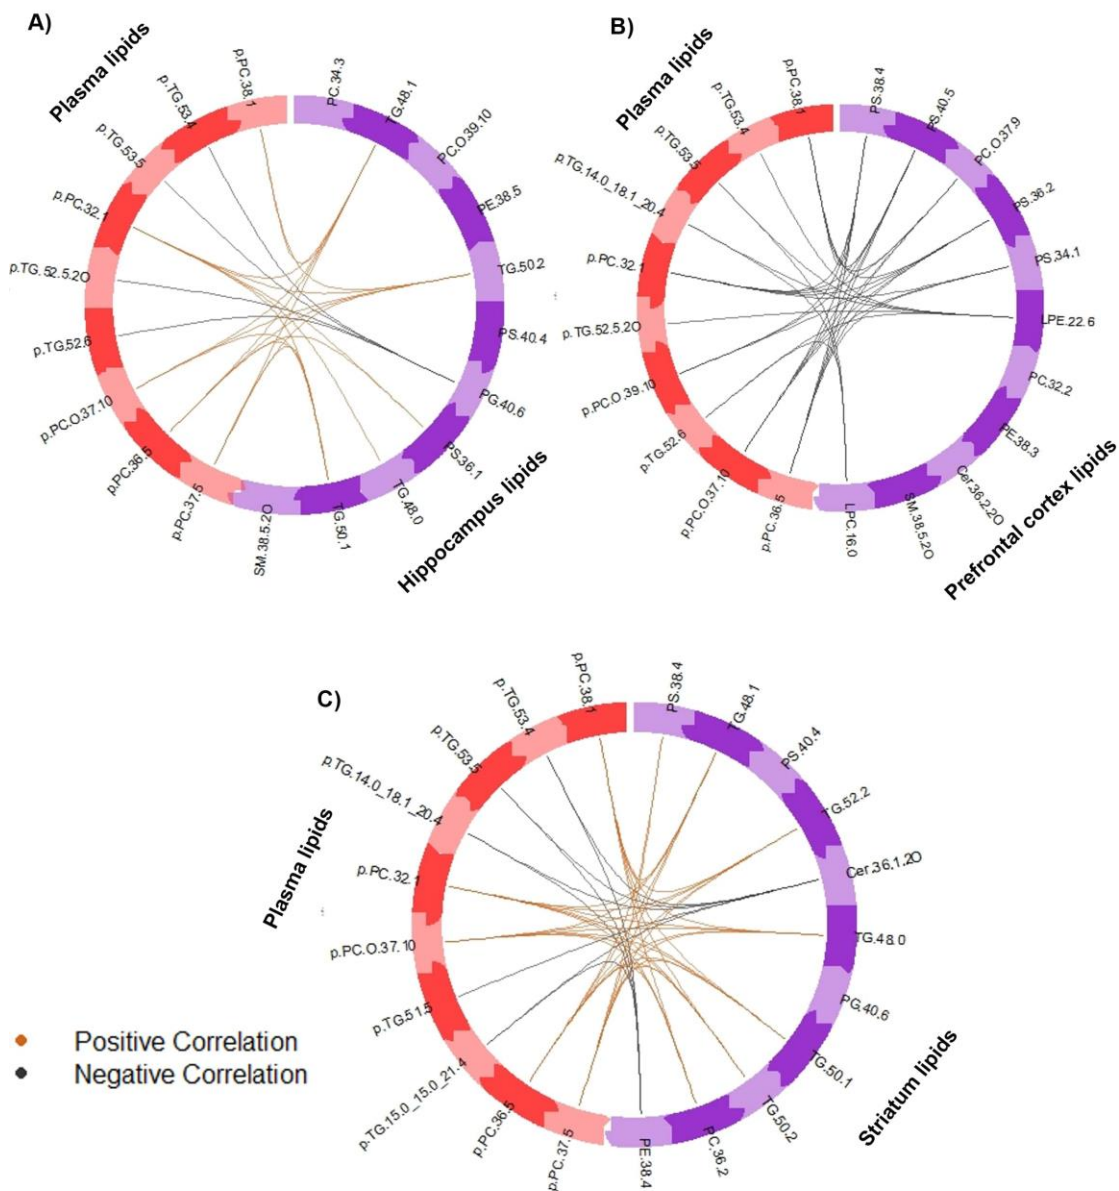 A)
Plasma lipids
p.PC.38.1
p.TG.53.4
p.TG.53.5
p.PC.32.1
p.TG.52.5.2O
p.TG.52.6
p.PC.O.37.10
p.PC.36.5
p.PC.37.5
PC.34.3
TG.48.1
PC.O.39.10
PE.38.5
TG.50.2
PS.40.4
PG.40.6
PS.36.1
TG.48.0
TG.50.1
SM.38.5.2O
Hippocampus lipids
B)
Plasma lipids
p.PC.38.1
p.TG.53.4
p.TG.53.5
p.TG.14.0_18.1_20.4
p.PC.32.1
p.TG.52.5.2O
p.PC.O.39.10
p.TG.52.6
p.PC.O.37.10
p.PC.36.5
PS.38.4
PS.40.5
PC.O.37.9
PS.36.2
PS.34.1
LPE.22.6
PC.32.2
PE.38.3
Cer.36.2.2O
SM.38.5.2O
LPC.16.0
Prefrontal cortex lipids
C)
Plasma lipids
p.PC.38.1
p.TG.53.4
p.TG.53.5
p.TG.14.0_18.1_20.4
p.PC.32.1
p.PC.O.37.10
p.TG.51.5
p.TG.15.0_15.0_21.4
p.PC.36.5
p.PC.37.5
PS.38.4
TG.48.1
PS.40.4
TG.52.2
Cer.36.1.2O
TG.48.0
PG.40.6
TG.50.1
TG.50.2
PC.36.2
PE.38.4
Striatum lipids
Positive Correlation
Negative Correlation